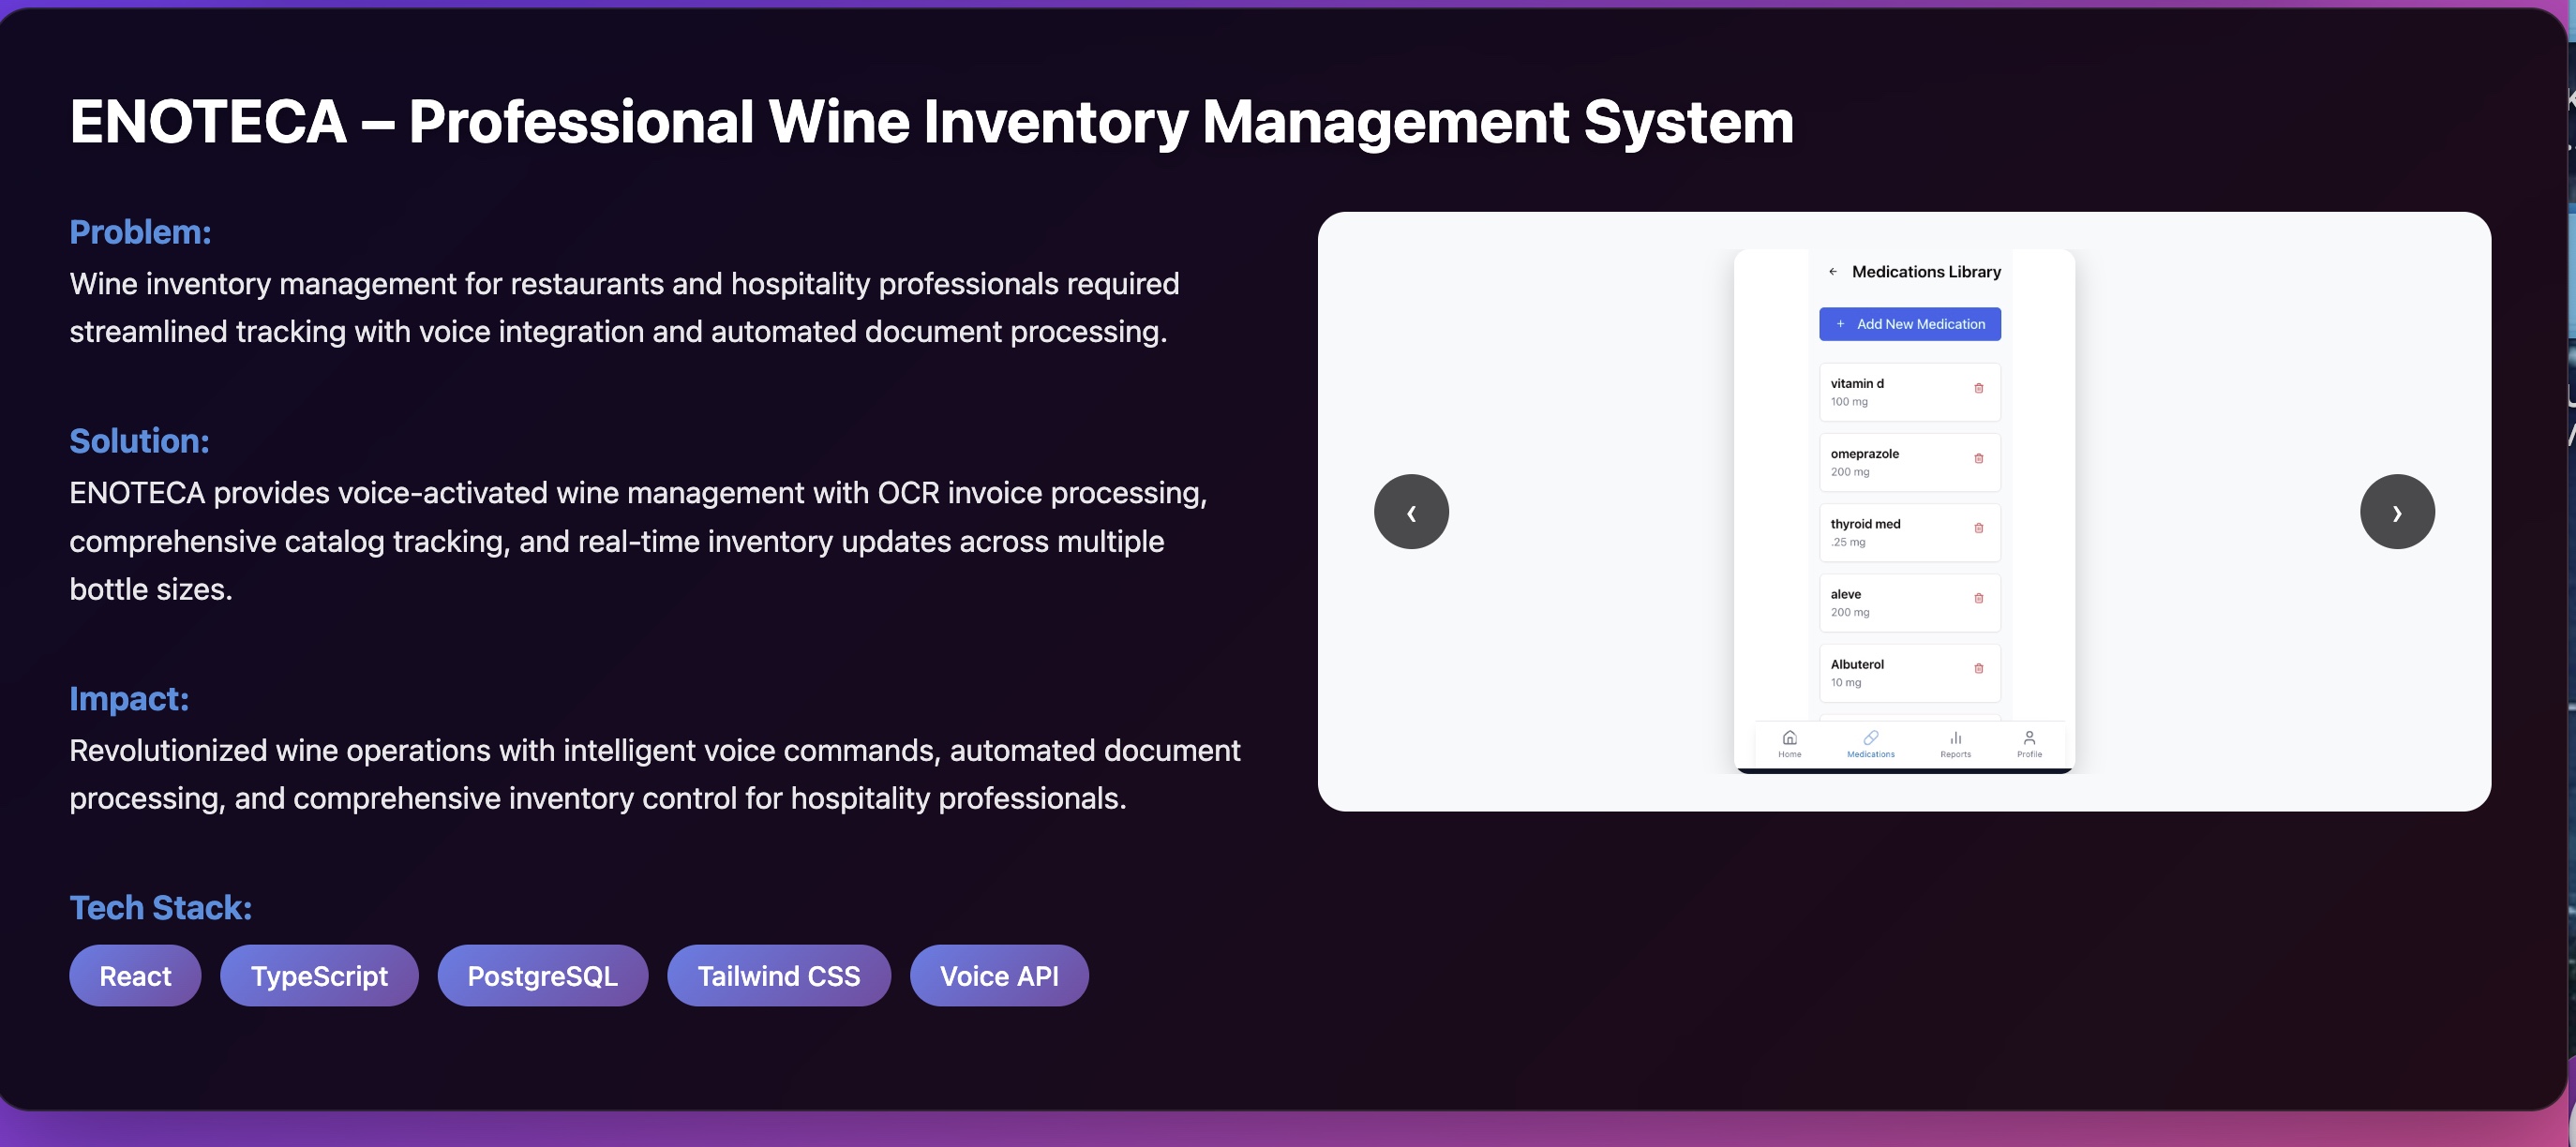 ENOTECA – Professional Wine Inventory Management System
Problem:
Wine inventory management for restaurants and hospitality professionals required
streamlined tracking with voice integration and automated document processing.
Solution:
ENOTECA provides voice-activated wine management with OCR invoice processing,
comprehensive catalog tracking, and real-time inventory updates across multiple
bottle sizes.
Impact:
Revolutionized wine operations with intelligent voice commands, automated document
processing, and comprehensive inventory control for hospitality professionals.
Tech Stack:
React TypeScript PostgreSQL Tailwind CSS Voice API
← Medications Library
+ Add New Medication
vitamin d
100 mg
omeprazole
200 mg
thyroid med
.25 mg
aleve
200 mg
Albuterol
10 mg
Home Medications Reports Profile